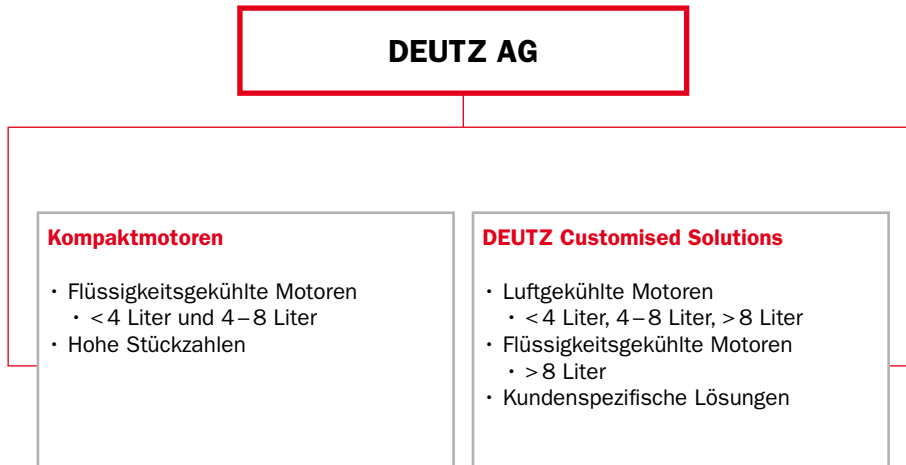 DEUTZ AG
Kompaktmotoren
· Flüssigkeitsgekühlte Motoren
· < 4 Liter und 4 – 8 Liter
· Hohe Stückzahlen
DEUTZ Customised Solutions
· Luftgekühlte Motoren
· < 4 Liter, 4 – 8 Liter, > 8 Liter
· Flüssigkeitsgekühlte Motoren
· > 8 Liter
· Kundenspezifische Lösungen